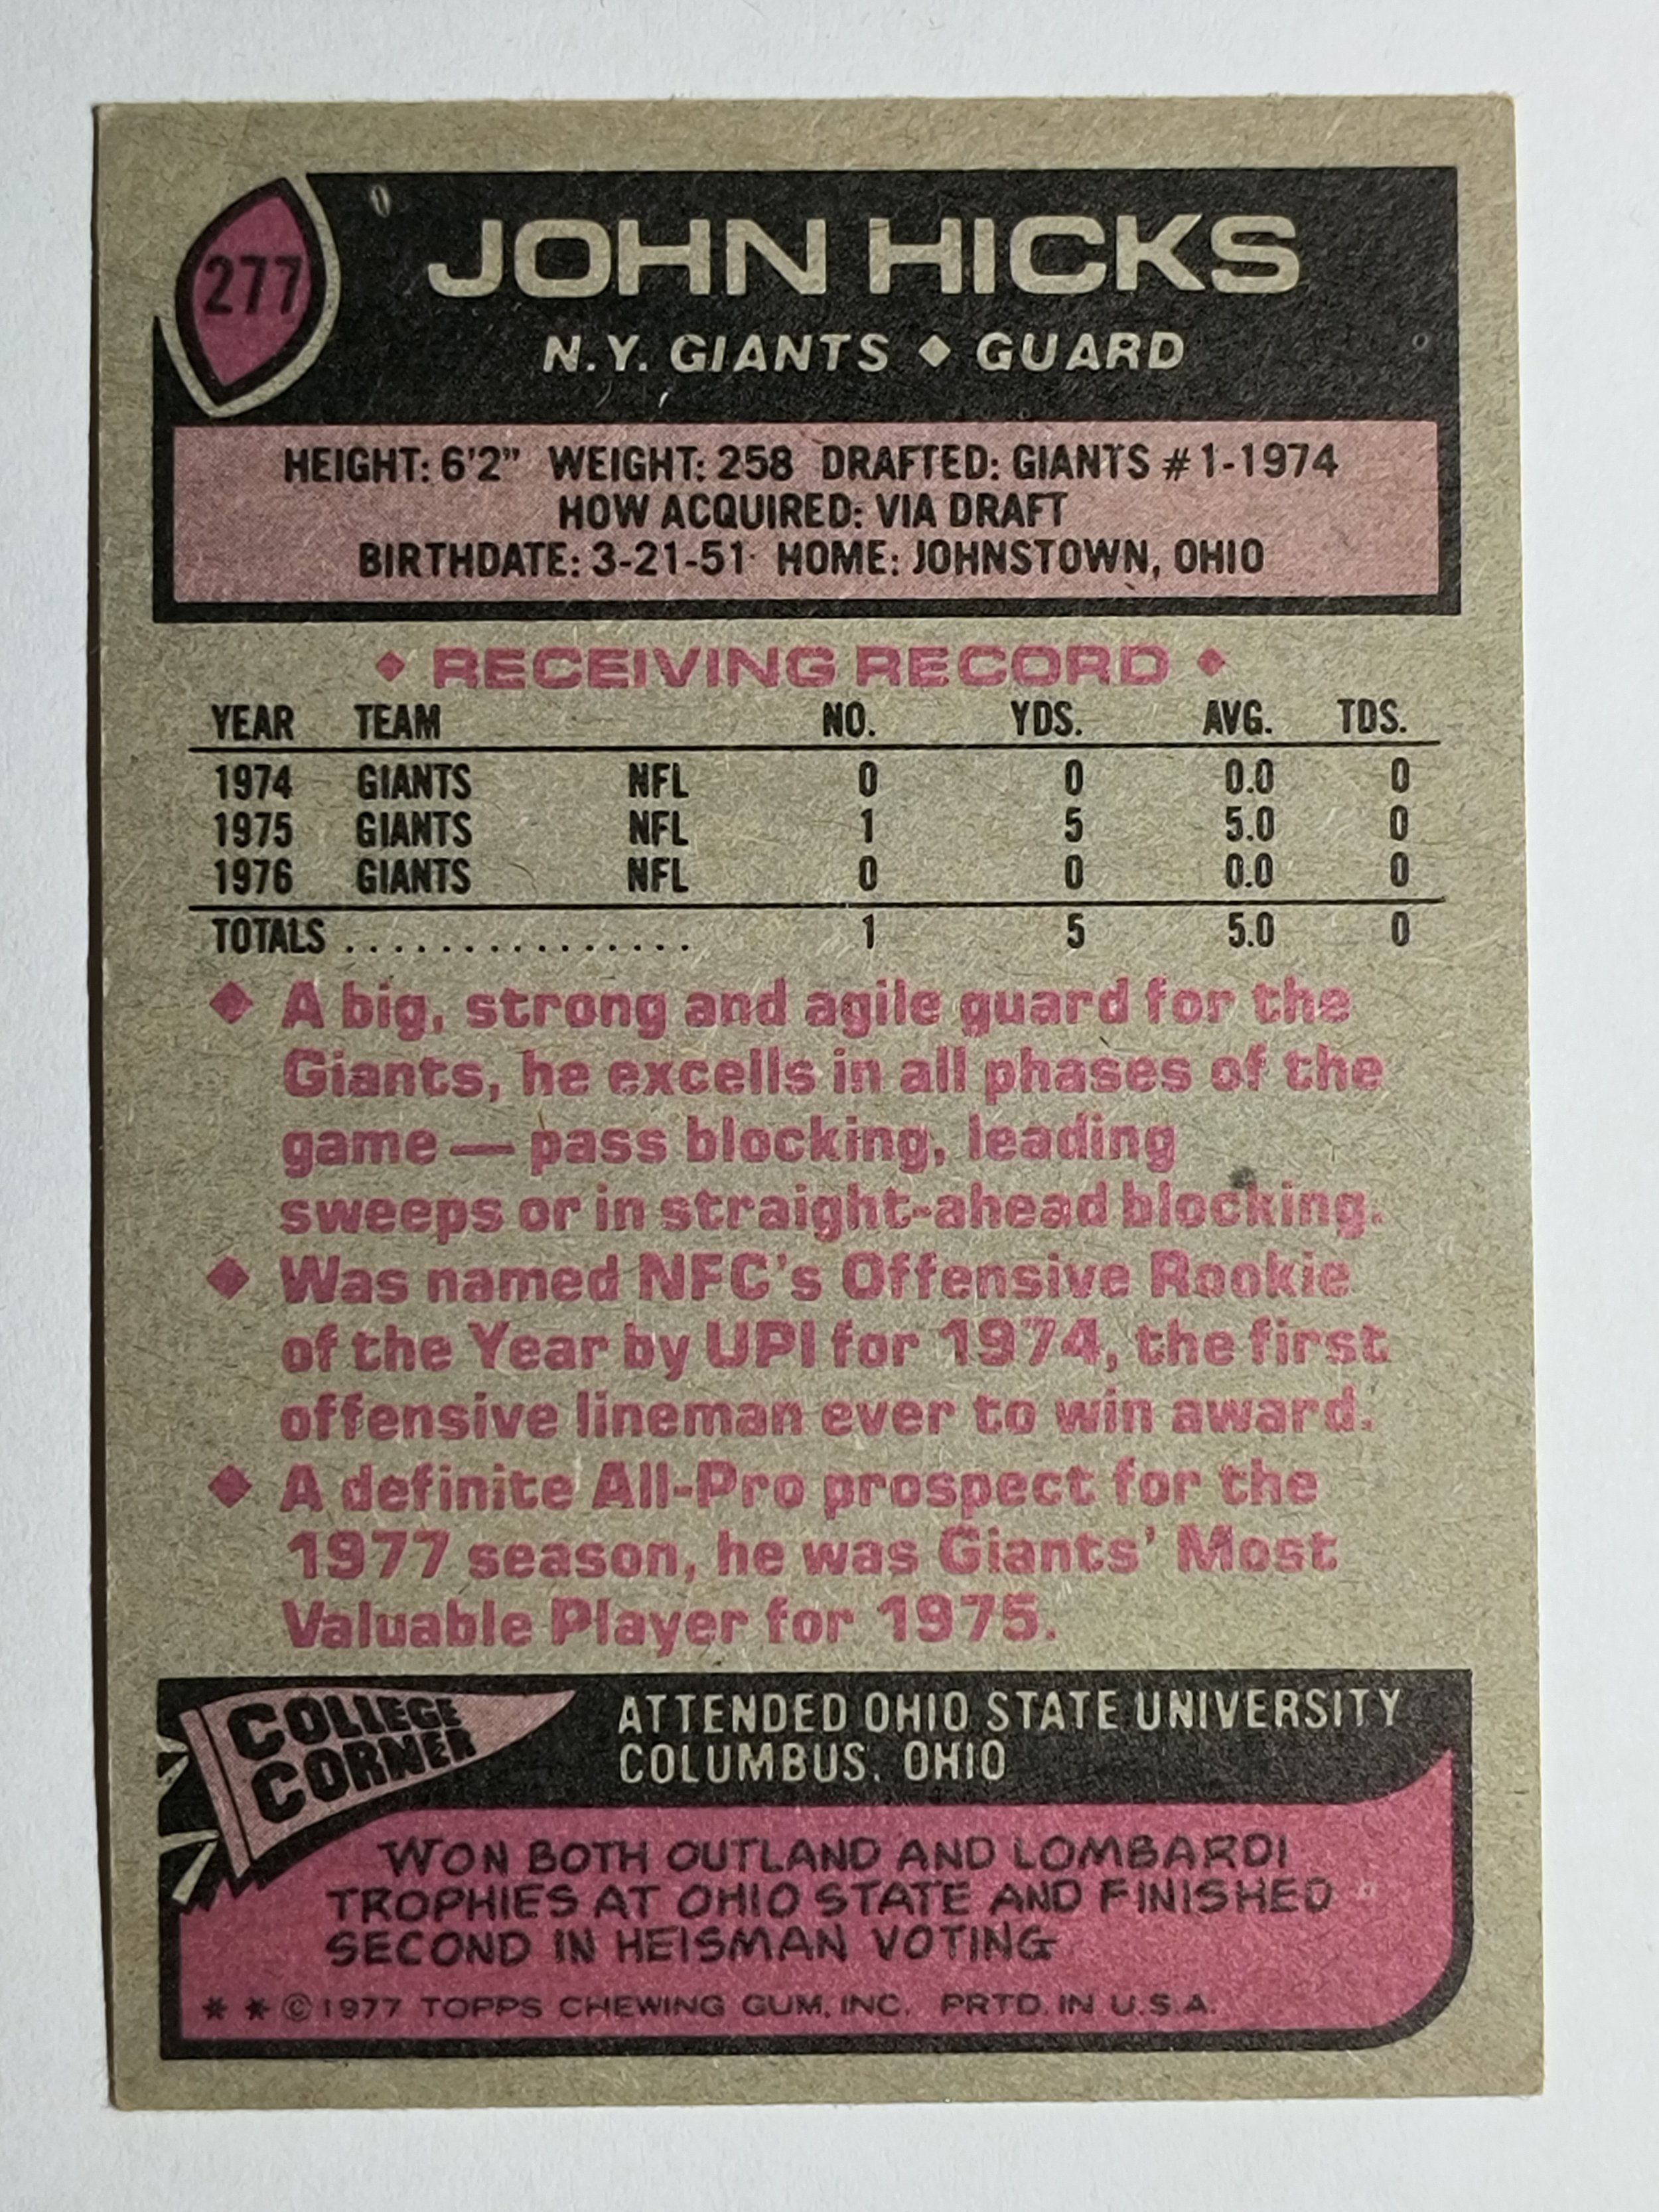 277
JOHN HICKS
N.Y. GIANTS ◆ GUARD
HEIGHT: 6'2" WEIGHT: 258 DRAFTED: GIANTS #1-1974
HOW ACQUIRED: VIA DRAFT
BIRTHDATE: 3-21-51 HOME: JOHNSTOWN, OHIO
◆ RECEIVING RECORD ◆
YEAR TEAM NO. YDS. AVG. TDS.
1974 GIANTS NFL 0 0 0.0 0
1975 GIANTS NFL 1 5 5.0 0
1976 GIANTS NFL 0 0 0.0 0
TOTALS ................ 1 5 5.0 0
◆ A big, strong and agile guard for the
Giants, he excells in all phases of the
game — pass blocking, leading
sweeps or in straight-ahead blocking.
◆ Was named NFC's Offensive Rookie
of the Year by UPI for 1974, the first
offensive lineman ever to win award.
◆ A definite All-Pro prospect for the
1977 season, he was Giants' Most
Valuable Player for 1975.
COLLEGE
CORNER
ATTENDED OHIO STATE UNIVERSITY
COLUMBUS, OHIO
WON BOTH OUTLAND AND LOMBARDI
TROPHIES AT OHIO STATE AND FINISHED
SECOND IN HEISMAN VOTING
* * © 1977 TOPPS CHEWING GUM, INC. PRTD. IN U.S.A.